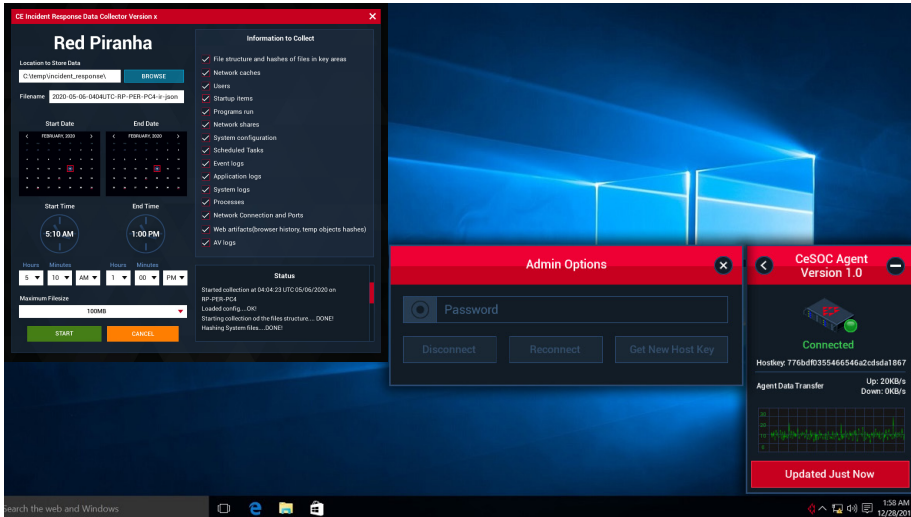 CE Incident Response Data Collector Version x
Red Piranha
Location to Store Data
C:\temp\incident_response\ BROWSE
Filename 2020-05-06-0404UTC-RP-PER-PC4-ir-json
Start Date End Date
FEBRUARY, 2020 FEBRUARY, 2020
Start Time End Time
5:10 AM 1:00 PM
Hours Minutes Hours Minutes
5 10 AM 1 00 PM
Maximum Filesize
100MB
START CANCEL
Information to Collect
File structure and hashes of files in key areas
Network caches
Users
Startup items
Programs run
Network shares
System configuration
Scheduled Tasks
Event logs
Application logs
System logs
Processes
Network Connection and Ports
Web artifacts(browser history, temp objects hashes)
AV logs
Status
Started collection at 04:04:23 UTC 05/06/2020 on
RP-PER-PC4
Loaded config....OK!
Starting collection od the files structure.... DONE!
Hashing System files....DONE!
Admin Options
Password
Disconnect Reconnect Get New Host Key
CeSOC Agent
Version 1.0
Connected
Hostkey: 776bdf0355466546a2cdsda1867
Agent Data Transfer
Up: 20KB/s
Down: 0KB/s
30
20
10
Updated Just Now
Search the web and Windows
1:58 AM
12/28/201